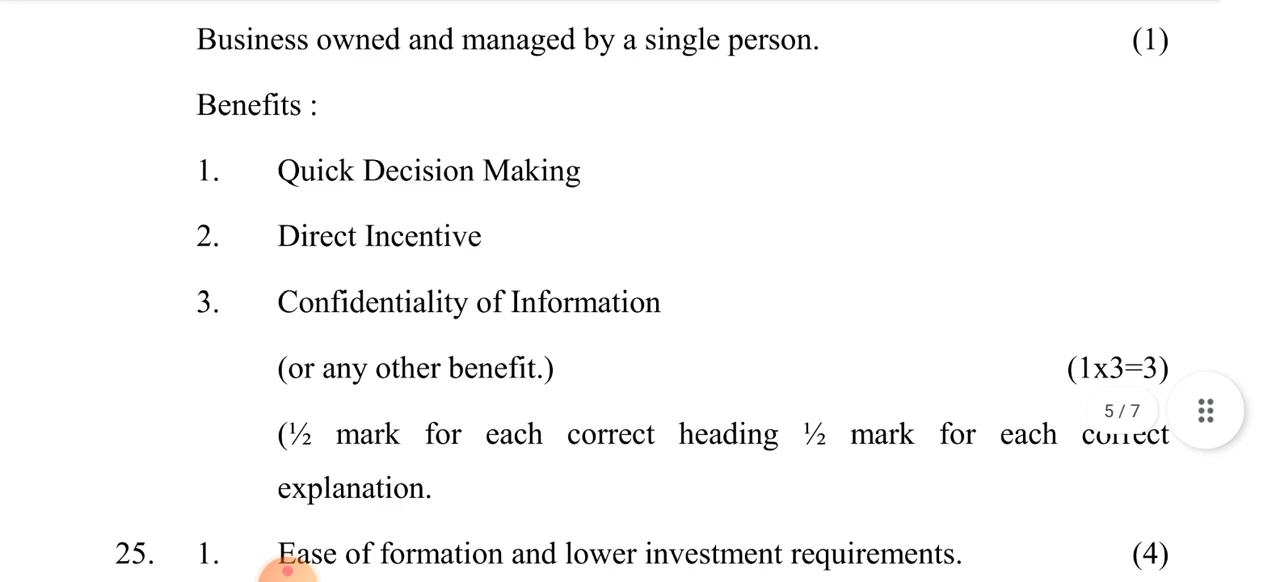 Business owned and managed by a single person. (1)
Benefits :
1. Quick Decision Making
2. Direct Incentive
3. Confidentiality of Information
(or any other benefit.) (1x3=3)
5 / 7
(½ mark for each correct heading ½ mark for each correct
explanation.
25. 1. Ease of formation and lower investment requirements. (4)